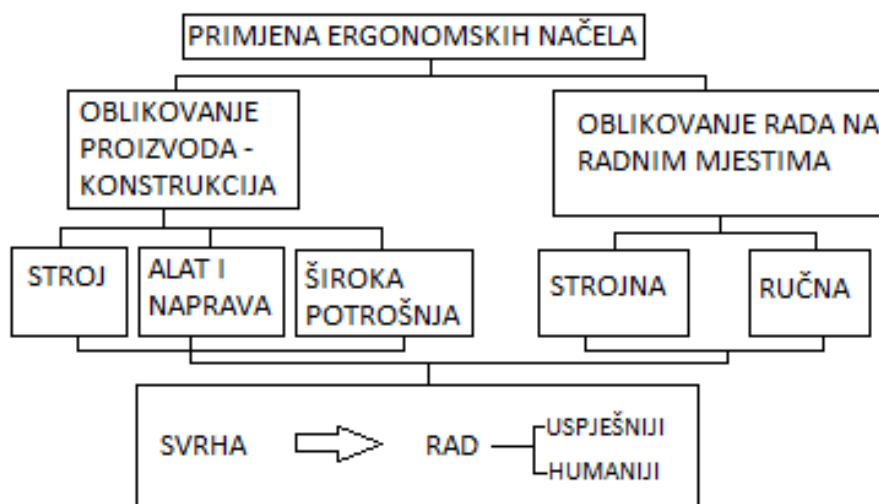 PRIMJENA ERGONOMSKIH NAČELA
OBLIKOVANJE
PROIZVODA -
KONSTRUKCIJA
OBLIKOVANJE RADA NA
RADNIM MJESTIMA
STROJ
ALAT I
NAPRAVA
ŠIROKA
POTROŠNJA
STROJNA
RUČNA
SVRHA
RAD
USPJEŠNIJI
HUMANIJI